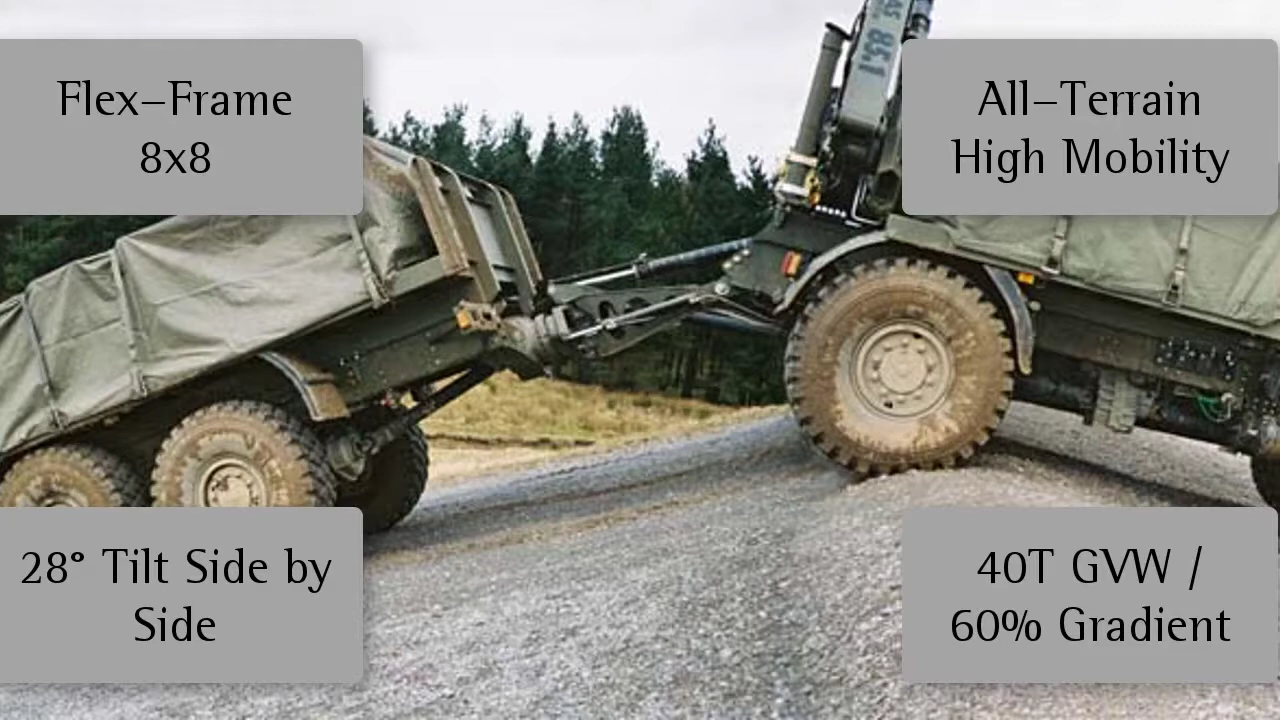 Flex–Frame
8x8
All–Terrain
High Mobility
28° Tilt Side by
Side
40T GVW /
60% Gradient